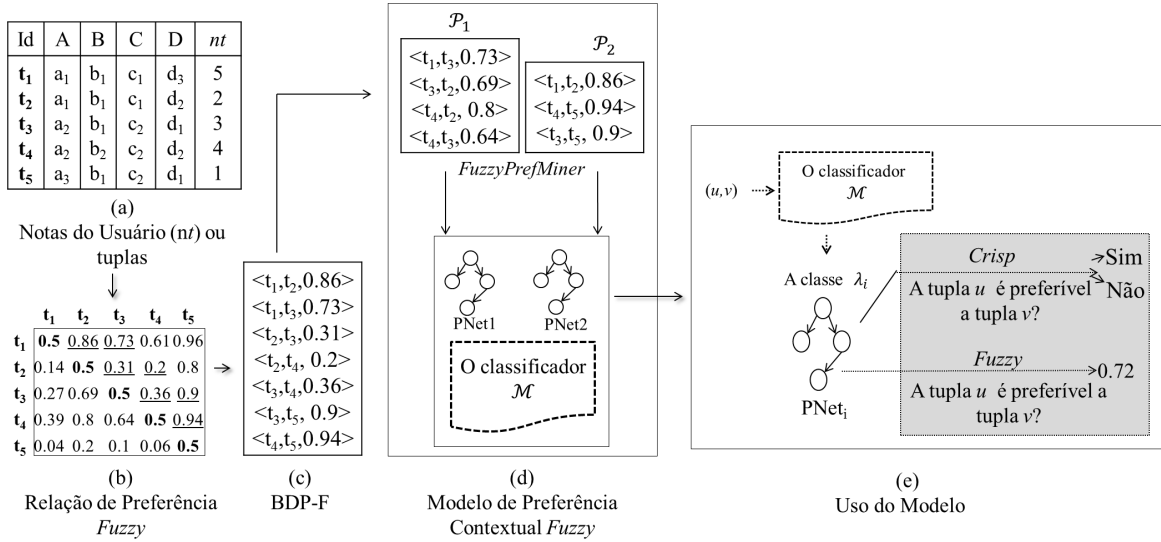 Id A B C D nt
t₁ a₁ b₁ c₁ d₃ 5
t₂ a₁ b₁ c₁ d₂ 2
t₃ a₂ b₁ c₂ d₁ 3
t₄ a₂ b₂ c₂ d₂ 4
t₅ a₃ b₁ c₂ d₁ 1
(a)
Notas do Usuário (nt) ou
tuplas
t₁ t₂ t₃ t₄ t₅
t₁ 0.5 0.86 0.73 0.61 0.96
t₂ 0.14 0.5 0.31 0.2 0.8
t₃ 0.27 0.69 0.5 0.36 0.9
t₄ 0.39 0.8 0.64 0.5 0.94
t₅ 0.04 0.2 0.1 0.06 0.5
(b)
Relação de Preferência
Fuzzy
<t₁,t₂,0.86>
<t₁,t₃,0.73>
<t₂,t₃,0.31>
<t₂,t₄, 0.2>
<t₃,t₄,0.36>
<t₃,t₅, 0.9>
<t₄,t₅,0.94>
(c)
BDP-F
𝒫₁
<t₁,t₃,0.73>
<t₃,t₂,0.69>
<t₄,t₂, 0.8>
<t₄,t₃,0.64>
𝒫₂
<t₁,t₂,0.86>
<t₄,t₅,0.94>
<t₃,t₅, 0.9>
FuzzyPrefMiner
PNet1 PNet2
O classificador
ℳ
(d)
Modelo de Preferência
Contextual Fuzzy
(u,v)
O classificador
ℳ
A classe λᵢ
PNetᵢ
Crisp
Sim
Não
A tupla u é preferível
a tupla v?
Fuzzy
0.72
A tupla u é preferível a
tupla v?
(e)
Uso do Modelo